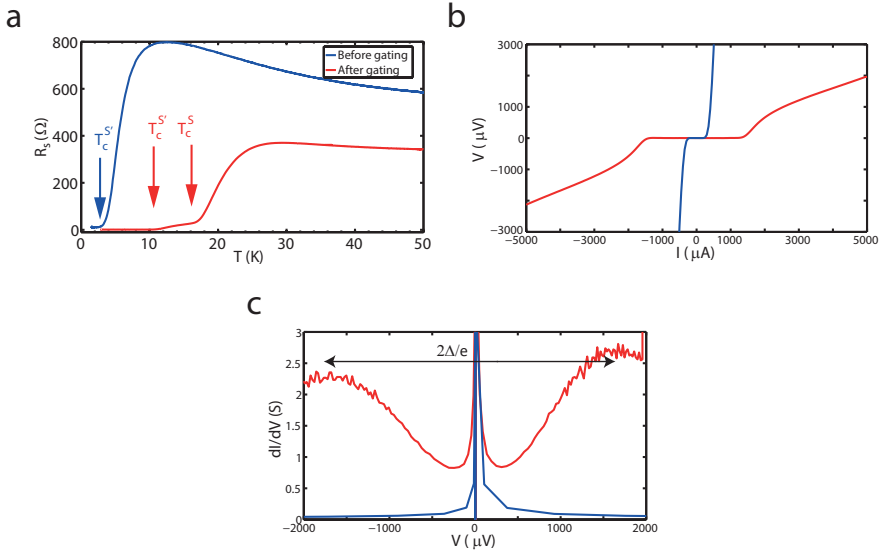 a
800
600
400
200
0
R_s (Ω)
0
10
20
30
40
50
T (K)
Before gating
After gating
T_c^S'
T_c^S'
T_c^S
b
3000
2000
1000
0
−1000
−2000
−3000
V ( μV)
−5000
−3000
−1000
0
1000
3000
5000
I ( μA)
c
3
2.5
2
1.5
1
0.5
0
dI/dV (S)
−2000
−1000
0
1000
2000
V ( μV)
2Δ/e